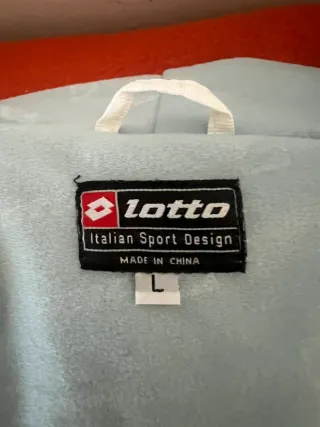 lotto
Italian Sport Design
MADE IN CHINA
L